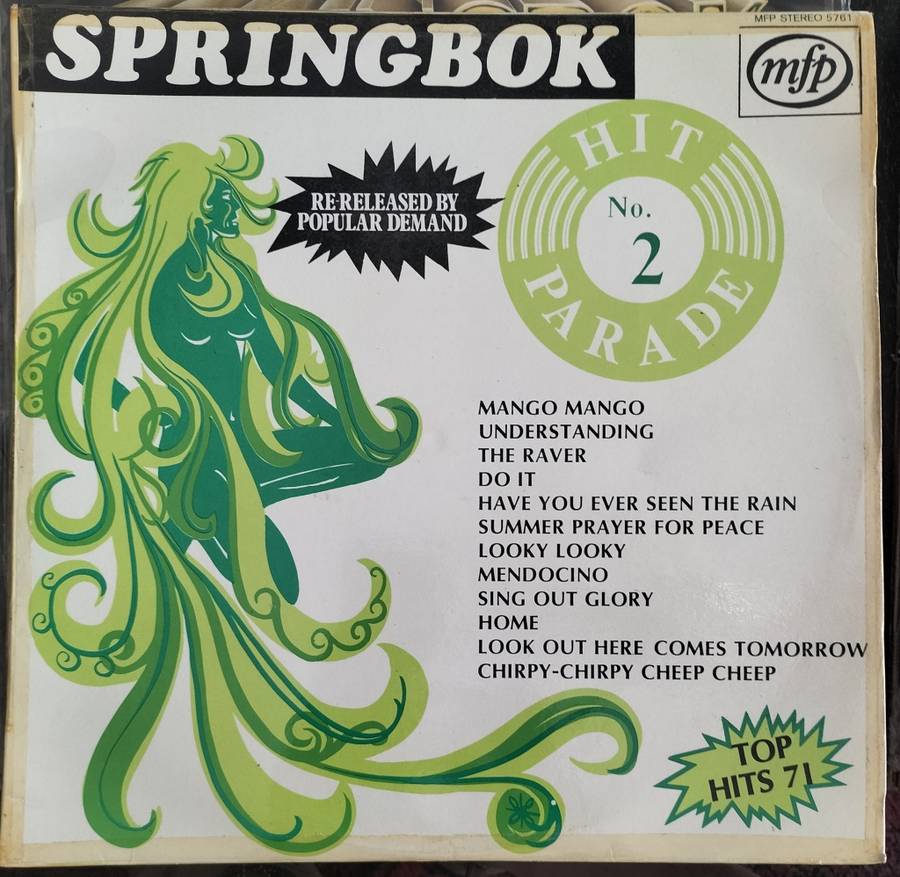 SPRINGBOK
MFP STEREO 5761
mfp
HIT
No.
2
PARADE
RE-RELEASED BY
POPULAR DEMAND
MANGO MANGO
UNDERSTANDING
THE RAVER
DO IT
HAVE YOU EVER SEEN THE RAIN
SUMMER PRAYER FOR PEACE
LOOKY LOOKY
MENDOCINO
SING OUT GLORY
HOME
LOOK OUT HERE COMES TOMORROW
CHIRPY-CHIRPY CHEEP CHEEP
TOP
HITS 71